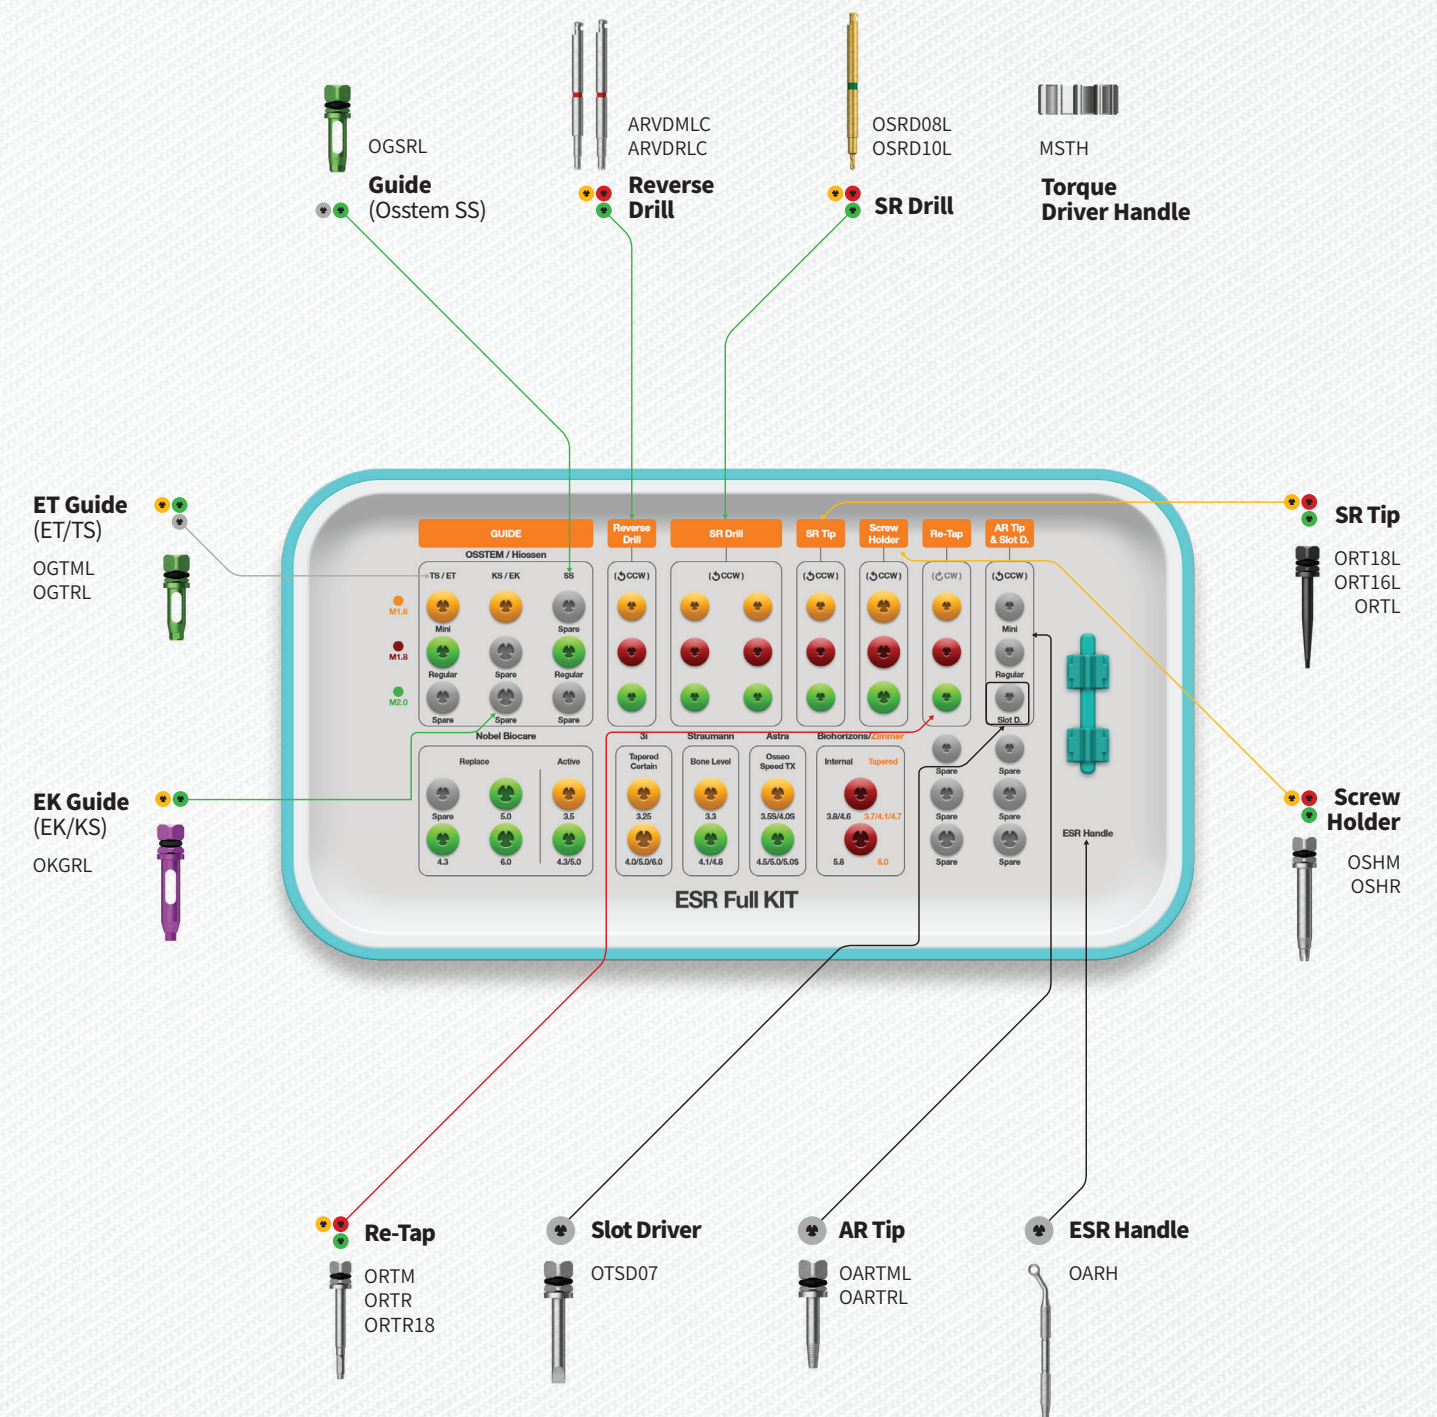 OGSRL
Guide
(Osstem SS)
ARVDMLC
ARVDRLC
Reverse
Drill
OSRD08L
OSRD10L
SR Drill
MSTH
Torque
Driver Handle
ET Guide
(ET/TS)
OGTML
OGTRL
EK Guide
(EK/KS)
OKGRL
SR Tip
ORT18L
ORT16L
ORTL
Screw
Holder
OSHM
OSHR
GUIDE
Reverse
Drill
SR Drill
SR Tip
Screw
Holder
Re-Tap
AR Tip
& Slot D.
OSSTEM / Hiossen
TS / ET KS / EK SS
(CCW) (CCW) (CCW) (CCW) (CW) (CCW)
M1.6
Mini Spare Mini
M1.8
Regular Spare Regular Regular
M2.0
Spare Spare Spare Slot D.
Nobel Biocare 3i Straumann Astra Biohorizons/Zimmer
Replace Active
Tapered
Certain
Bone Level
Osseo
Speed TX
Internal Tapered
Spare Spare
Spare 5.0 3.5 3.25 3.3 3.5S/4.0S 3.8/4.6 3.7/4.1/4.7 Spare Spare
4.3 6.0 4.3/5.0 4.0/5.0/6.0 4.1/4.8 4.5/5.0/5.0S 5.8 6.0 Spare Spare
ESR Handle
ESR Full KIT
Re-Tap
ORTM
ORTR
ORTR18
Slot Driver
OTSD07
AR Tip
OARTML
OARTRL
ESR Handle
OARH